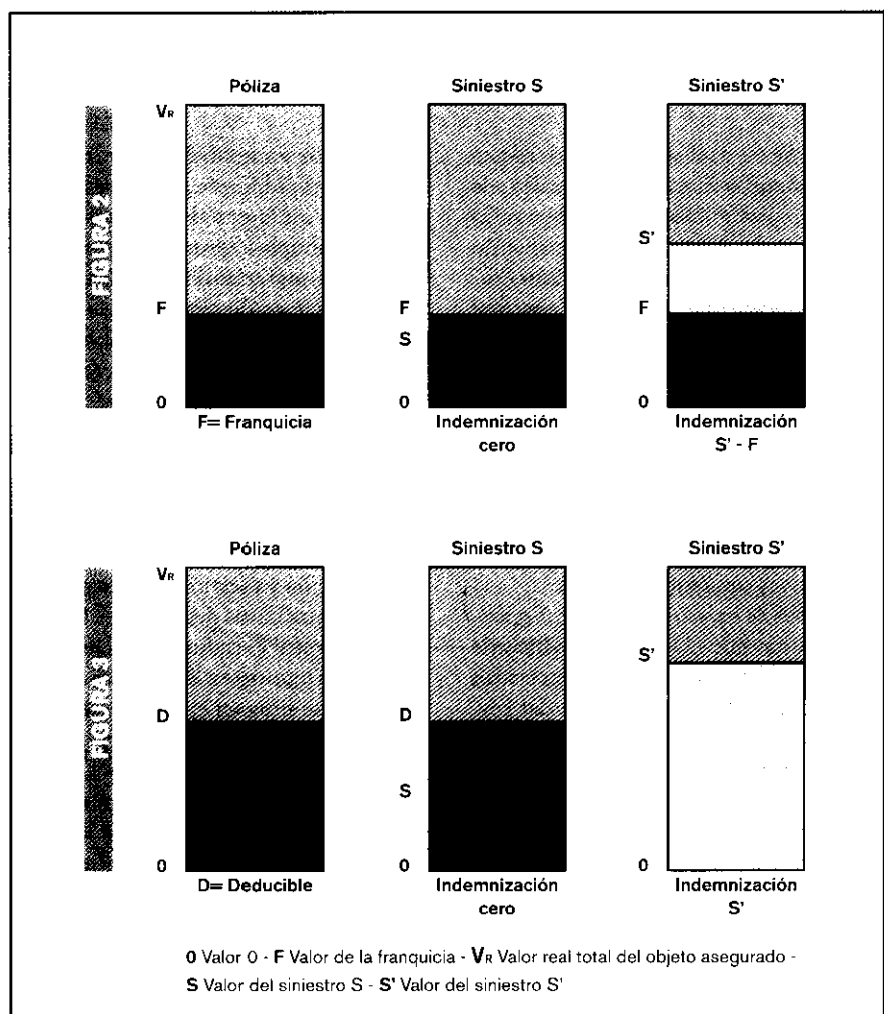 FIGURA 2
Póliza
Siniestro S
Siniestro S'
VR
F
0
F
S
0
S'
F
0
F= Franquicia
Indemnización
cero
Indemnización
S' - F
FIGURA 3
Póliza
Siniestro S
Siniestro S'
VR
D
0
D
S
0
S'
0
D= Deducible
Indemnización
cero
Indemnización
S'
0 Valor 0 - F Valor de la franquicia - VR Valor real total del objeto asegurado -
S Valor del siniestro S - S' Valor del siniestro S'